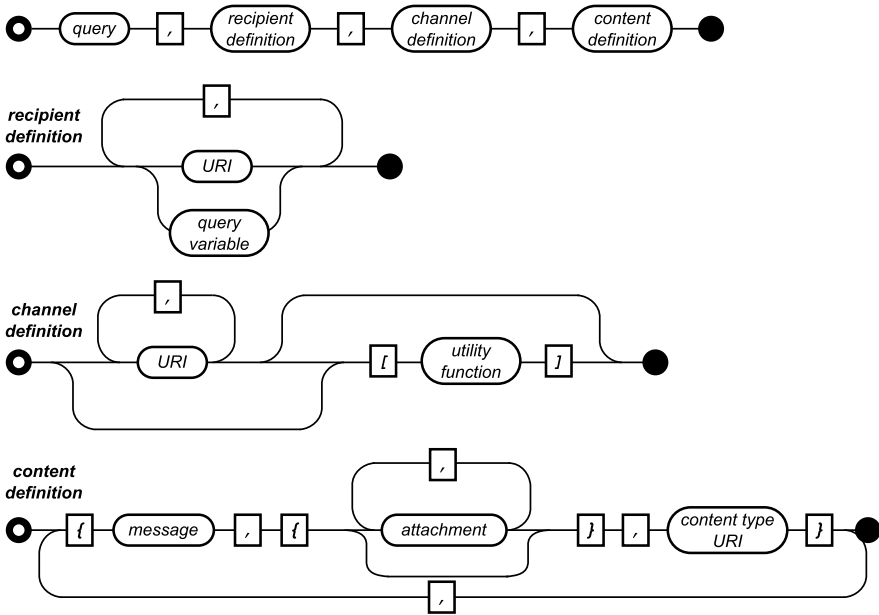 query , recipient definition , channel definition , content definition
recipient
definition
,
URI
query
variable
channel
definition
,
URI [ utility function ]
content
definition
,
{ message , { attachment } , content type URI }
,